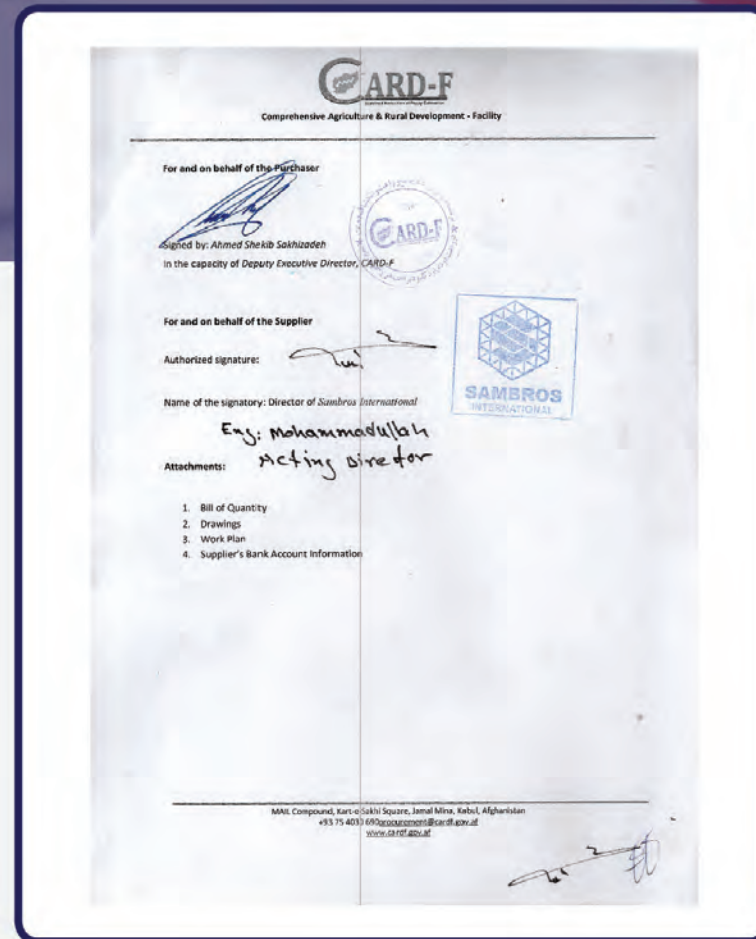 CARD-F
Comprehensive Agriculture & Rural Development - Facility
For and on behalf of the Purchaser
Signed by: Ahmed Shekib Sakhizadeh
In the capacity of Deputy Executive Director, CARD-F
CARD-F
For and on behalf of the Supplier
Authorized signature:
SAMBROS
INTERNATIONAL
Name of the signatory: Director of Sambros International
Eng: Mohammadullah
Acting Director
Attachments:
1. Bill of Quantity
2. Drawings
3. Work Plan
4. Supplier's Bank Account Information
MAIL Compound, Kart-e-Sakhi Square, Jamal Mina, Kabul, Afghanistan
+93 75 4033 690procurement@cardf.gov.af
www.cardf.gov.af